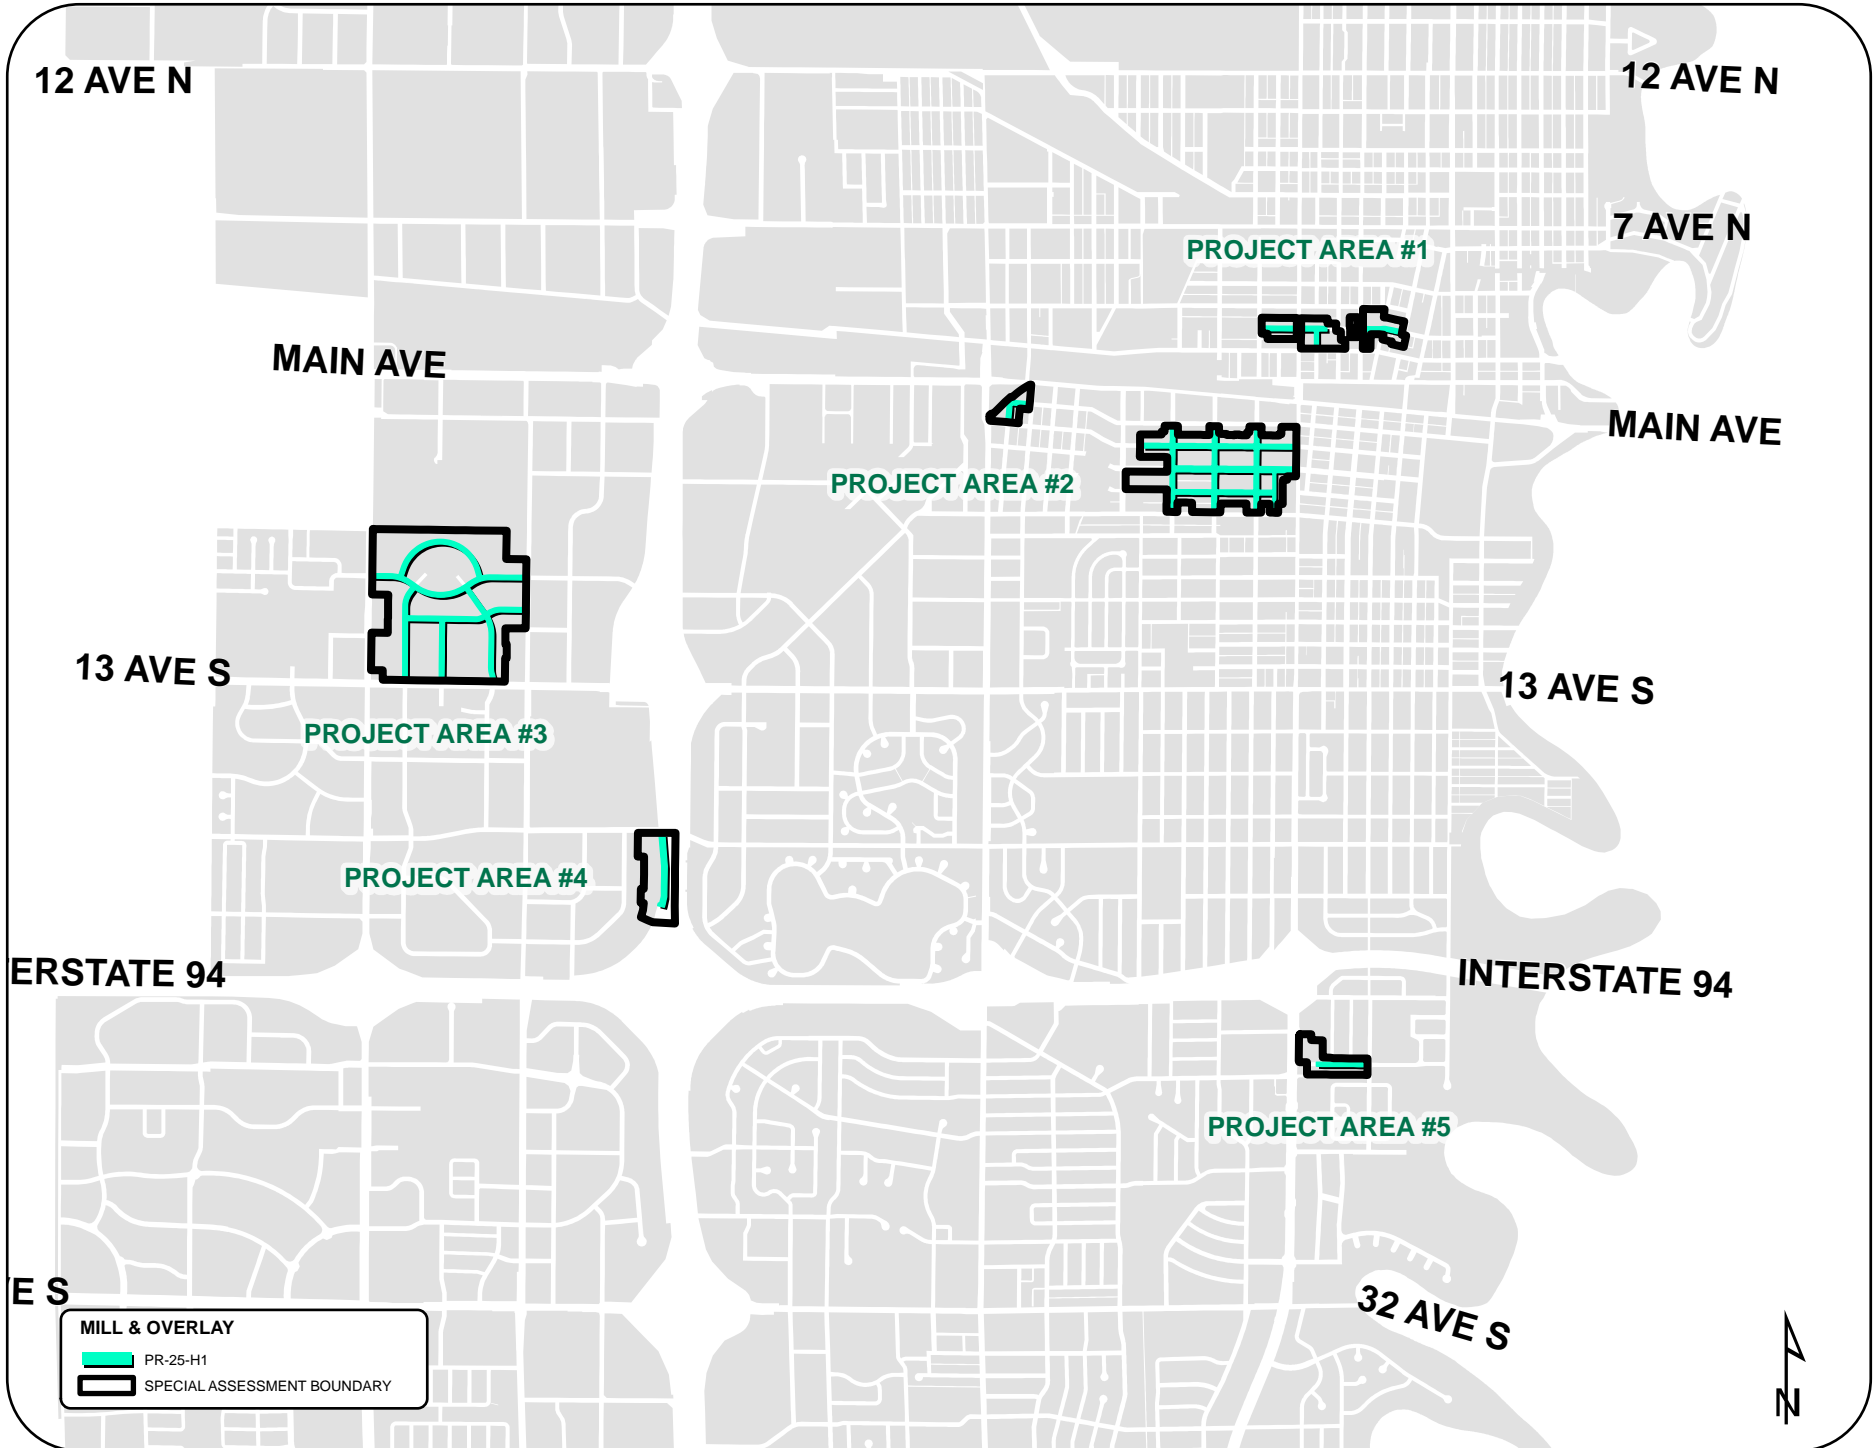 12 AVE N
12 AVE N
7 AVE N
PROJECT AREA #1
MAIN AVE
MAIN AVE
PROJECT AREA #2
13 AVE S
13 AVE S
PROJECT AREA #3
PROJECT AREA #4
ERSTATE 94
INTERSTATE 94
PROJECT AREA #5
E S
32 AVE S
MILL & OVERLAY
PR-25-H1
SPECIAL ASSESSMENT BOUNDARY
N